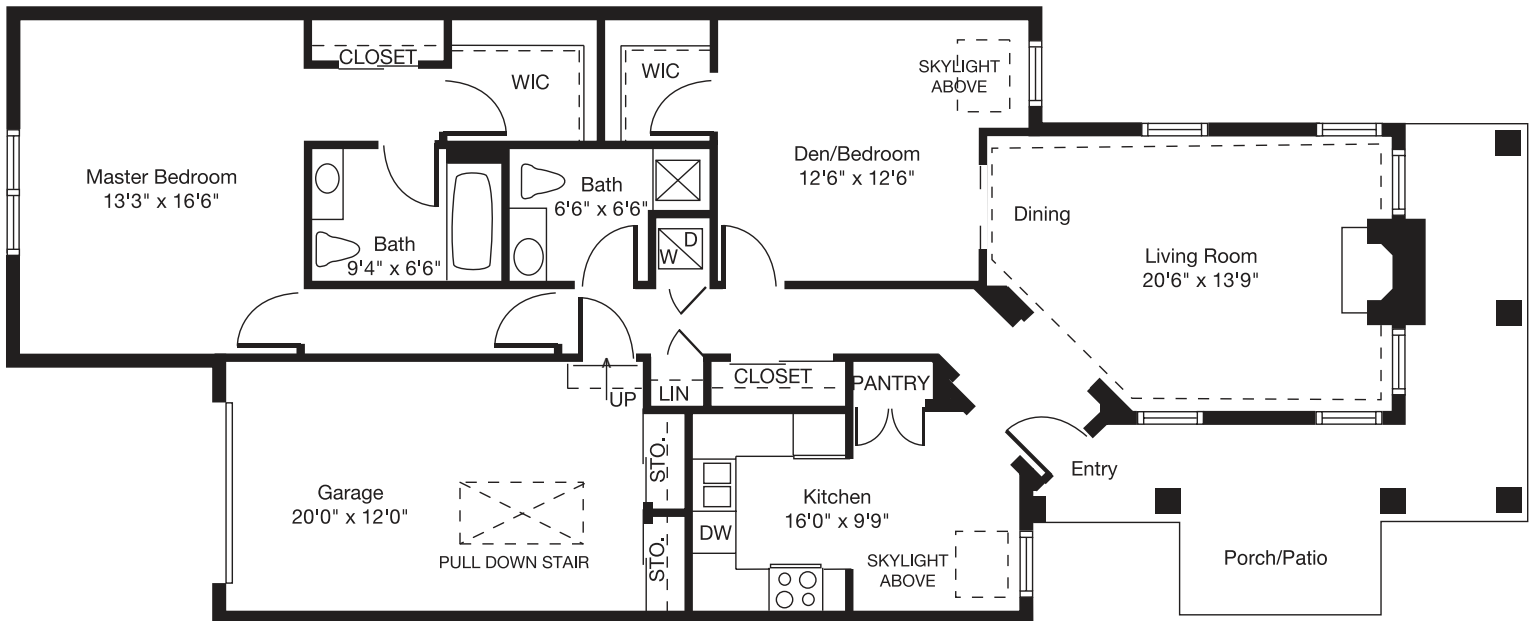 CLOSET
WIC
WIC
SKYLIGHT
ABOVE
Master Bedroom
13'3" x 16'6"
Bath
9'4" x 6'6"
Bath
6'6" x 6'6"
W
D
Den/Bedroom
12'6" x 12'6"
Dining
Living Room
20'6" x 13'9"
UP
LIN
CLOSET
PANTRY
Garage
20'0" x 12'0"
PULL DOWN STAIR
STO.
STO.
DW
Kitchen
16'0" x 9'9"
SKYLIGHT
ABOVE
Entry
Porch/Patio